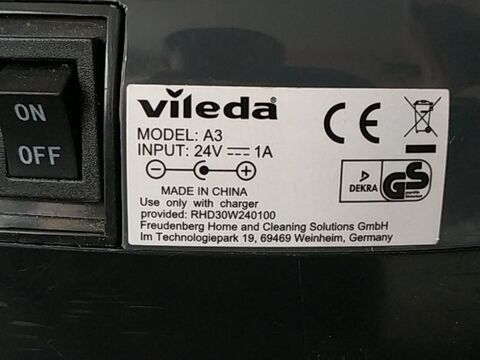 ON
OFF
vileda
MODEL: A3
INPUT: 24V ⎓ 1A
MADE IN CHINA
Use only with charger
provided: RHD30W240100
Freudenberg Home and Cleaning Solutions GmbH
Im Technologiepark 19, 69469 Weinheim, Germany
CE
DEKRA
GS